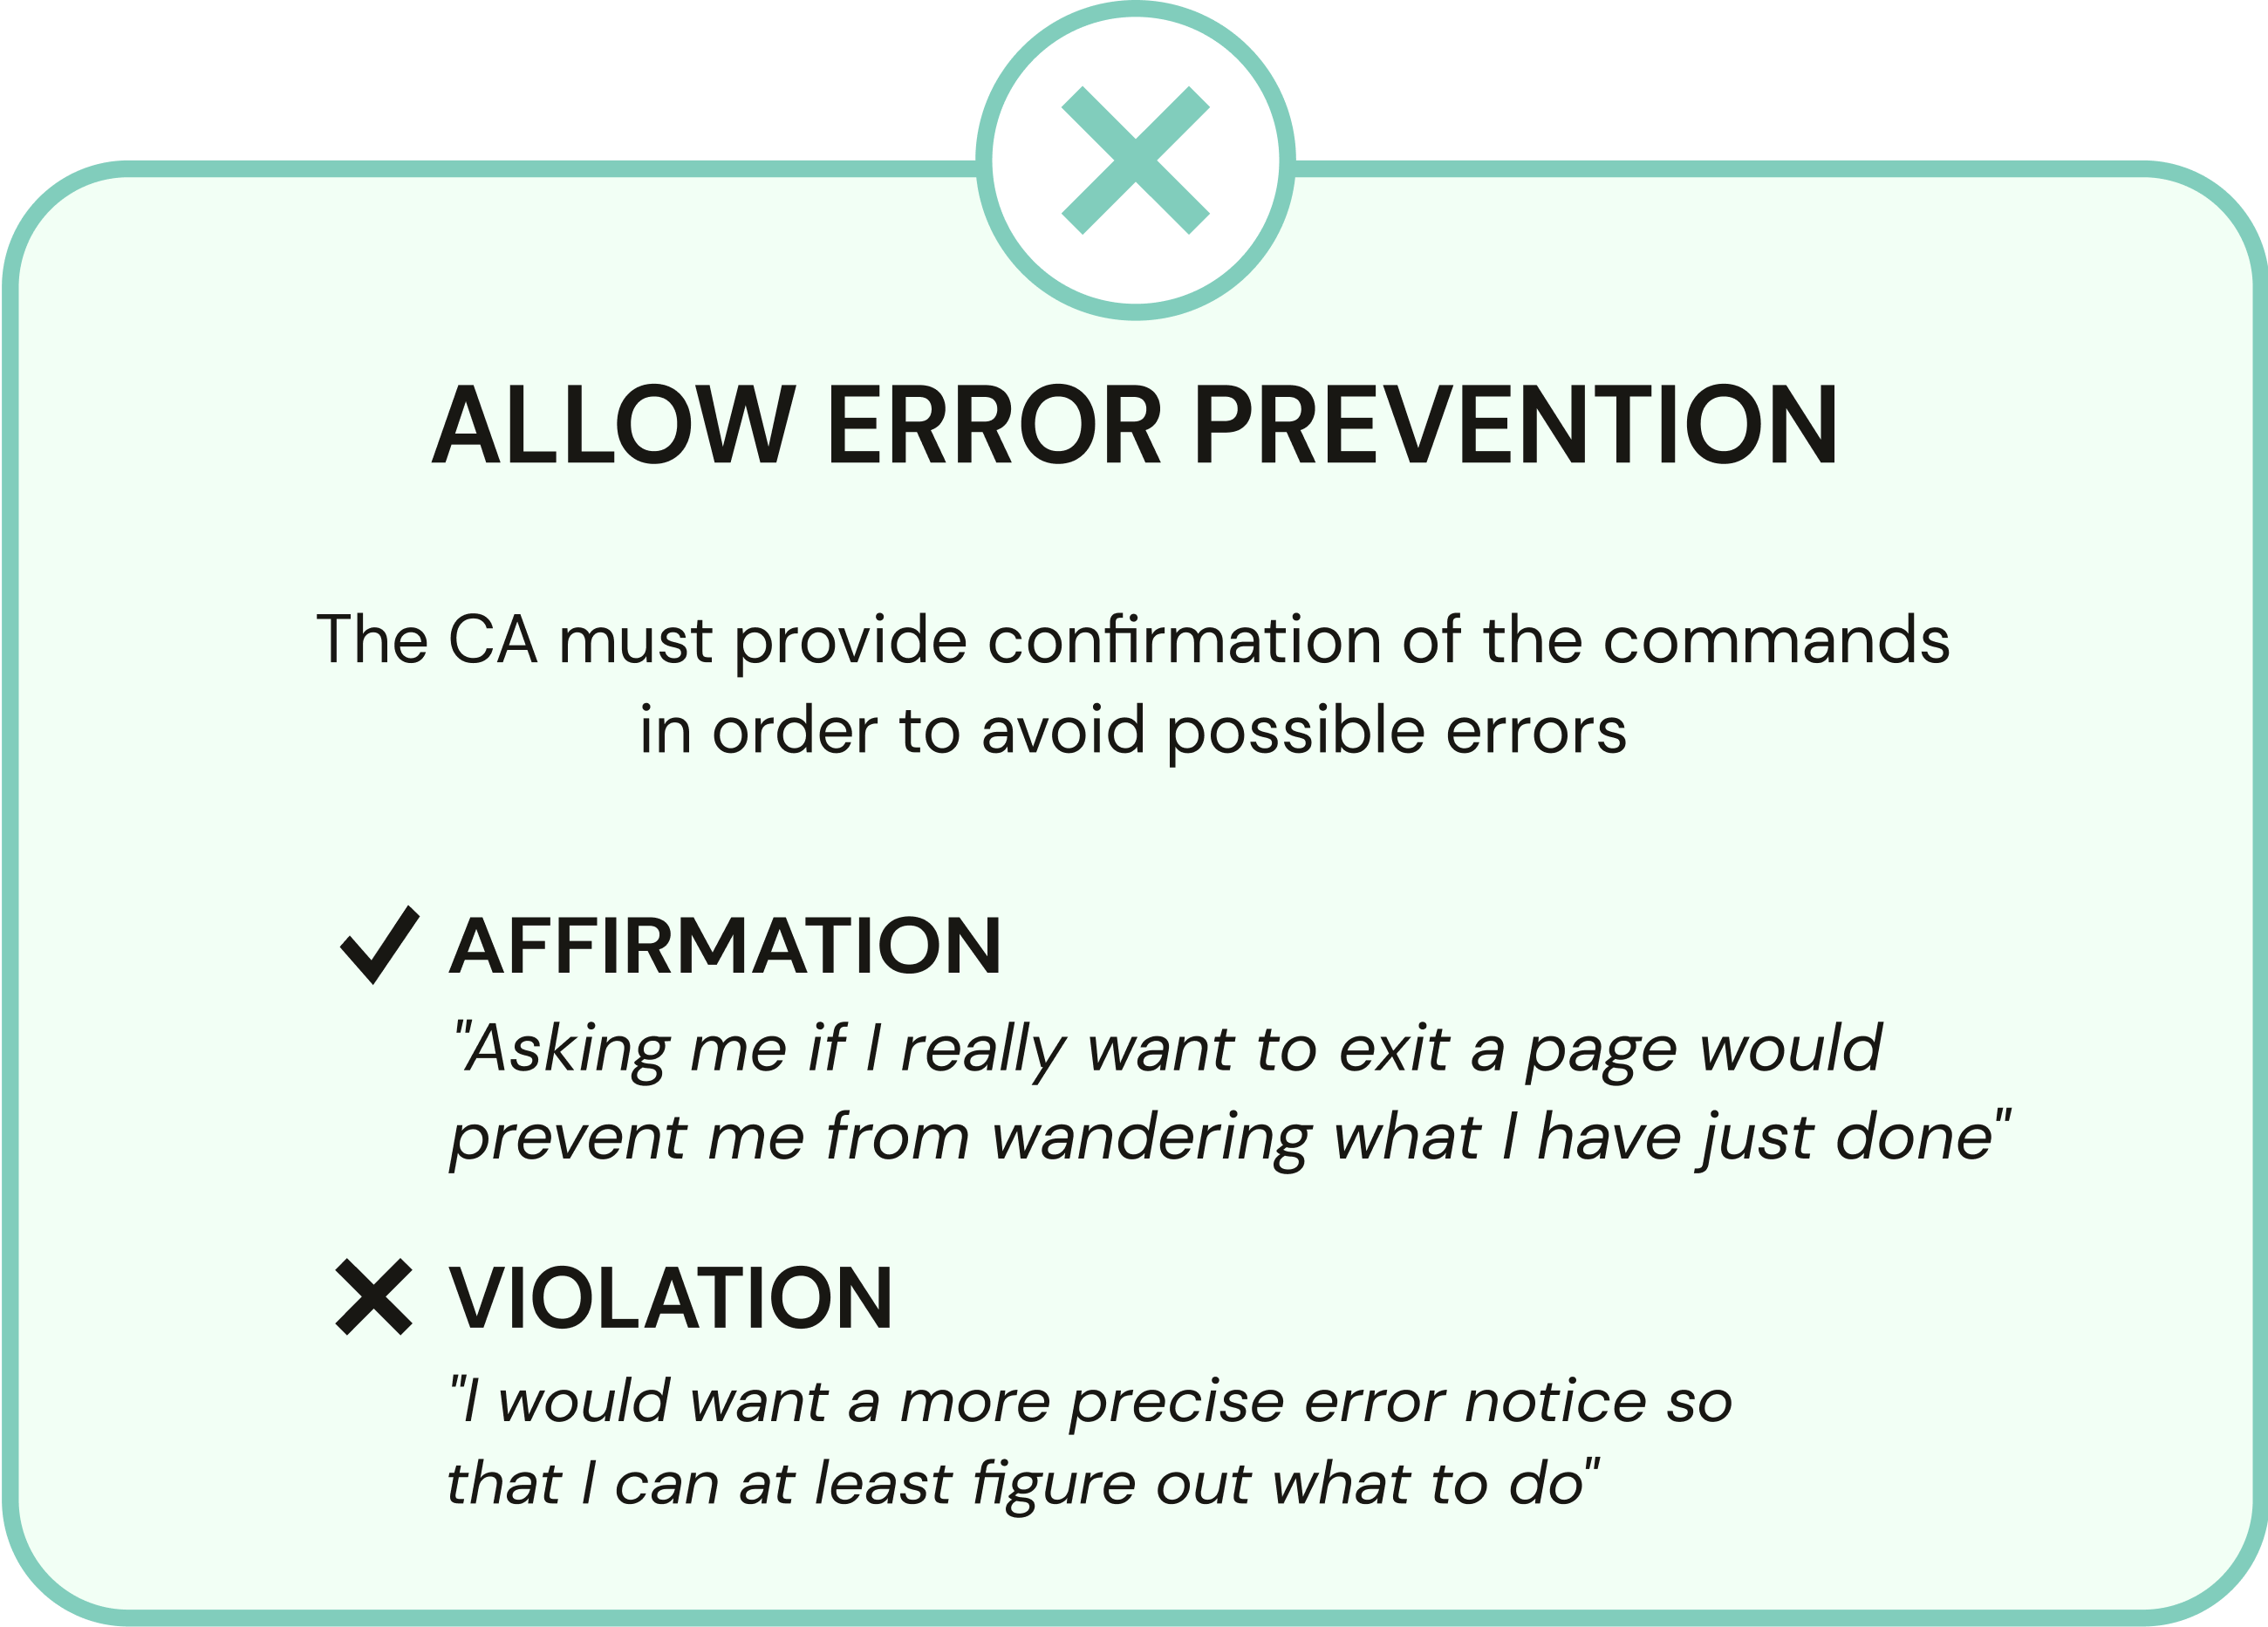 ALLOW ERROR PREVENTION
The CA must provide confirmation of the commands
in order to avoid possible errors
AFFIRMATION
"Asking me if I really want to exit a page would
prevent me from wandering what I have just done"
VIOLATION
"I would want a more precise error notice so
that I can at least figure out what to do"